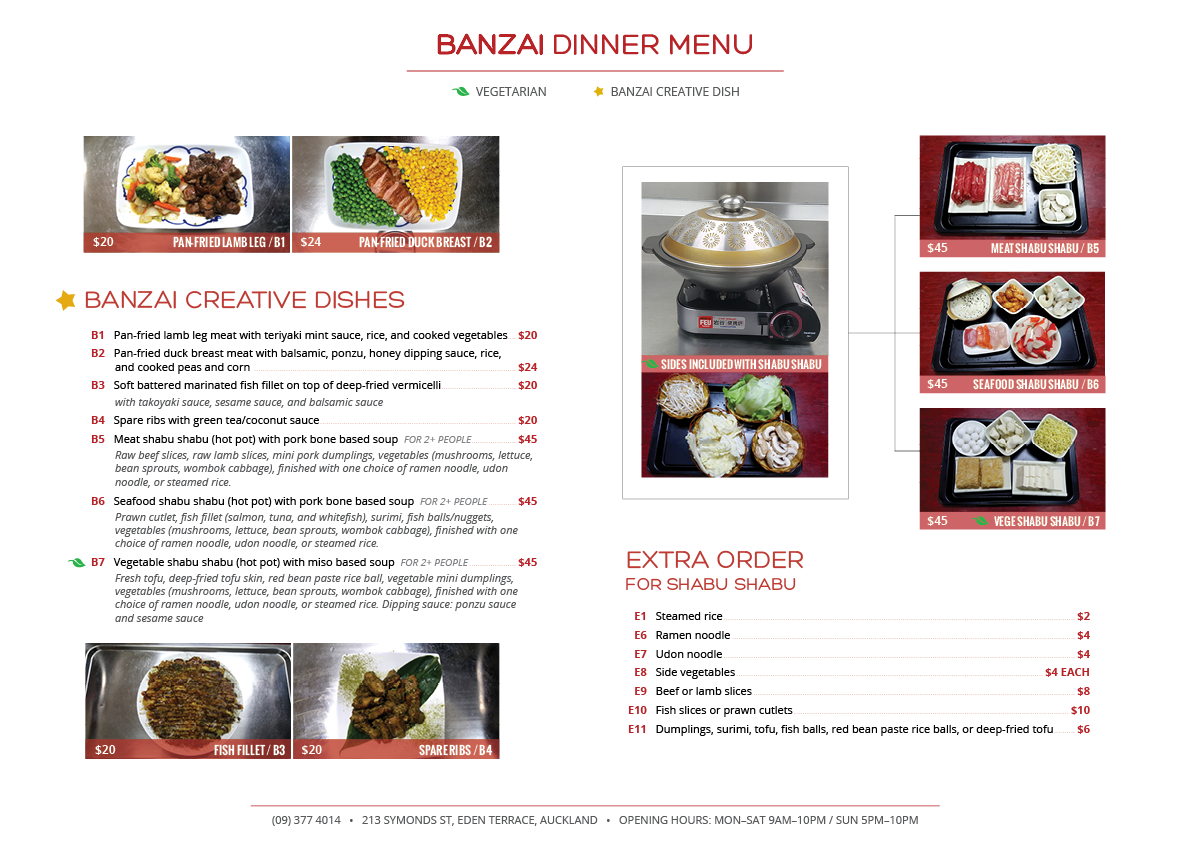 BANZAI DINNER MENU
VEGETARIAN
BANZAI CREATIVE DISH
$20 PAN-FRIED LAMB LEG / B1
$24 PAN-FRIED DUCK BREAST / B2
BANZAI CREATIVE DISHES
B1 Pan-fried lamb leg meat with teriyaki mint sauce, rice, and cooked vegetables $20
B2 Pan-fried duck breast meat with balsamic, ponzu, honey dipping sauce, rice,
and cooked peas and corn $24
B3 Soft battered marinated fish fillet on top of deep-fried vermicelli $20
with takoyaki sauce, sesame sauce, and balsamic sauce
B4 Spare ribs with green tea/coconut sauce $20
B5 Meat shabu shabu (hot pot) with pork bone based soup FOR 2+ PEOPLE $45
Raw beef slices, raw lamb slices, mini pork dumplings, vegetables (mushrooms, lettuce,
bean sprouts, wombok cabbage), finished with one choice of ramen noodle, udon
noodle, or steamed rice.
B6 Seafood shabu shabu (hot pot) with pork bone based soup FOR 2+ PEOPLE $45
Prawn cutlet, fish fillet (salmon, tuna, and whitefish), surimi, fish balls/nuggets,
vegetables (mushrooms, lettuce, bean sprouts, wombok cabbage), finished with one
choice of ramen noodle, udon noodle, or steamed rice.
B7 Vegetable shabu shabu (hot pot) with miso based soup FOR 2+ PEOPLE $45
Fresh tofu, deep-fried tofu skin, red bean paste rice ball, vegetable mini dumplings,
vegetables (mushrooms, lettuce, bean sprouts, wombok cabbage), finished with one
choice of ramen noodle, udon noodle, or steamed rice. Dipping sauce: ponzu sauce
and sesame sauce
$20 FISH FILLET / B3
$20 SPARE RIBS / B4
FEU
SIDES INCLUDED WITH SHABU SHABU
$45 MEAT SHABU SHABU / B5
$45 SEAFOOD SHABU SHABU / B6
$45 VEGE SHABU SHABU / B7
EXTRA ORDER
FOR SHABU SHABU
E1 Steamed rice $2
E6 Ramen noodle $4
E7 Udon noodle $4
E8 Side vegetables $4 EACH
E9 Beef or lamb slices $8
E10 Fish slices or prawn cutlets $10
E11 Dumplings, surimi, tofu, fish balls, red bean paste rice balls, or deep-fried tofu $6
(09) 377 4014 • 213 SYMONDS ST, EDEN TERRACE, AUCKLAND • OPENING HOURS: MON–SAT 9AM–10PM / SUN 5PM–10PM